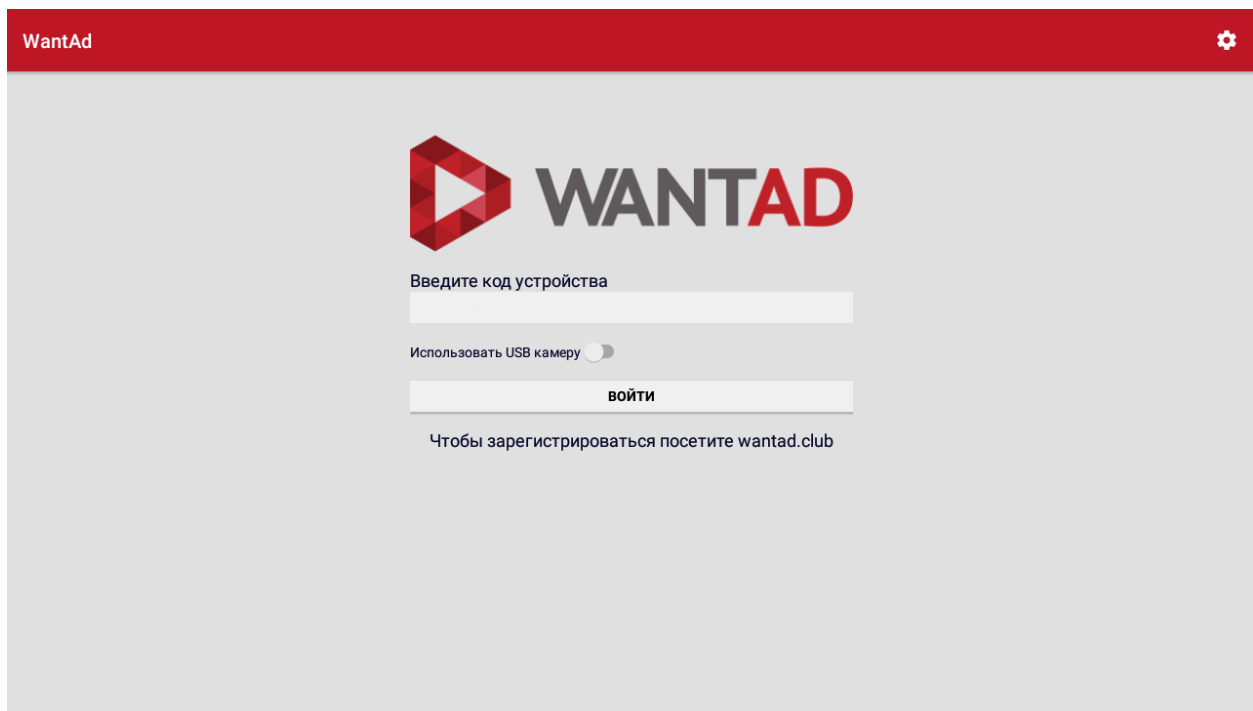 WantAd
WANTAD
Введите код устройства
Использовать USB камеру
ВОЙТИ
Чтобы зарегистрироваться посетите wantad.club